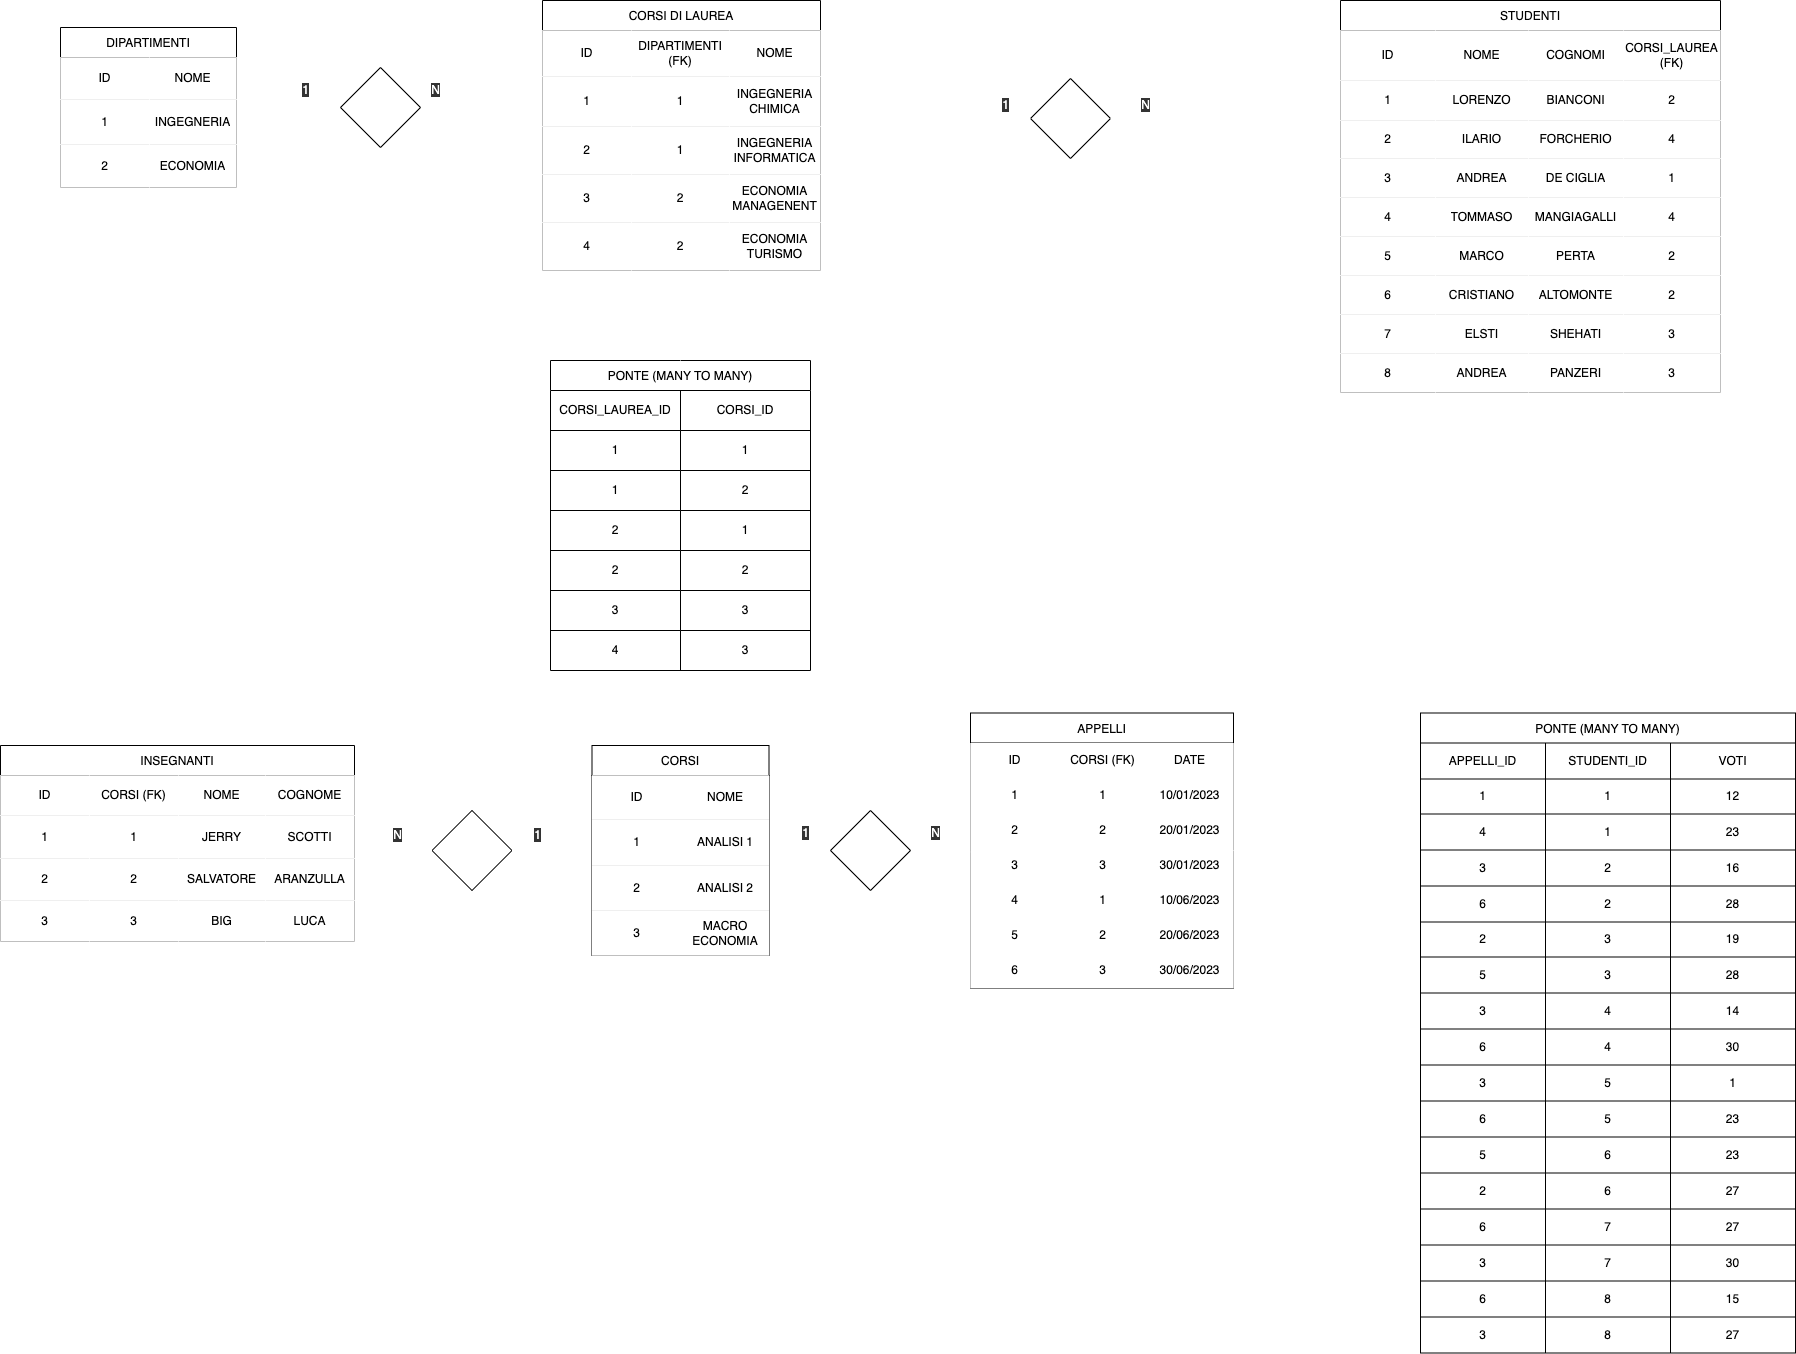 DIPARTIMENTI
ID NOME
1 INGEGNERIA
2 ECONOMIA
1
N
CORSI DI LAUREA
ID DIPARTIMENTI (FK) NOME
1 1 INGEGNERIA CHIMICA
2 1 INGEGNERIA INFORMATICA
3 2 ECONOMIA MANAGENENT
4 2 ECONOMIA TURISMO
1
N
STUDENTI
ID NOME COGNOMI CORSI_LAUREA (FK)
1 LORENZO BIANCONI 2
2 ILARIO FORCHERIO 4
3 ANDREA DE CIGLIA 1
4 TOMMASO MANGIAGALLI 4
5 MARCO PERTA 2
6 CRISTIANO ALTOMONTE 2
7 ELSTI SHEHATI 3
8 ANDREA PANZERI 3
PONTE (MANY TO MANY)
CORSI_LAUREA_ID CORSI_ID
1 1
1 2
2 1
2 2
3 3
4 3
INSEGNANTI
ID CORSI (FK) NOME COGNOME
1 1 JERRY SCOTTI
2 2 SALVATORE ARANZULLA
3 3 BIG LUCA
N
1
CORSI
ID NOME
1 ANALISI 1
2 ANALISI 2
3 MACRO ECONOMIA
1
N
APPELLI
ID CORSI (FK) DATE
1 1 10/01/2023
2 2 20/01/2023
3 3 30/01/2023
4 1 10/06/2023
5 2 20/06/2023
6 3 30/06/2023
PONTE (MANY TO MANY)
APPELLI_ID STUDENTI_ID VOTI
1 1 12
4 1 23
3 2 16
6 2 28
2 3 19
5 3 28
3 4 14
6 4 30
3 5 1
6 5 23
5 6 23
2 6 27
6 7 27
3 7 30
6 8 15
3 8 27